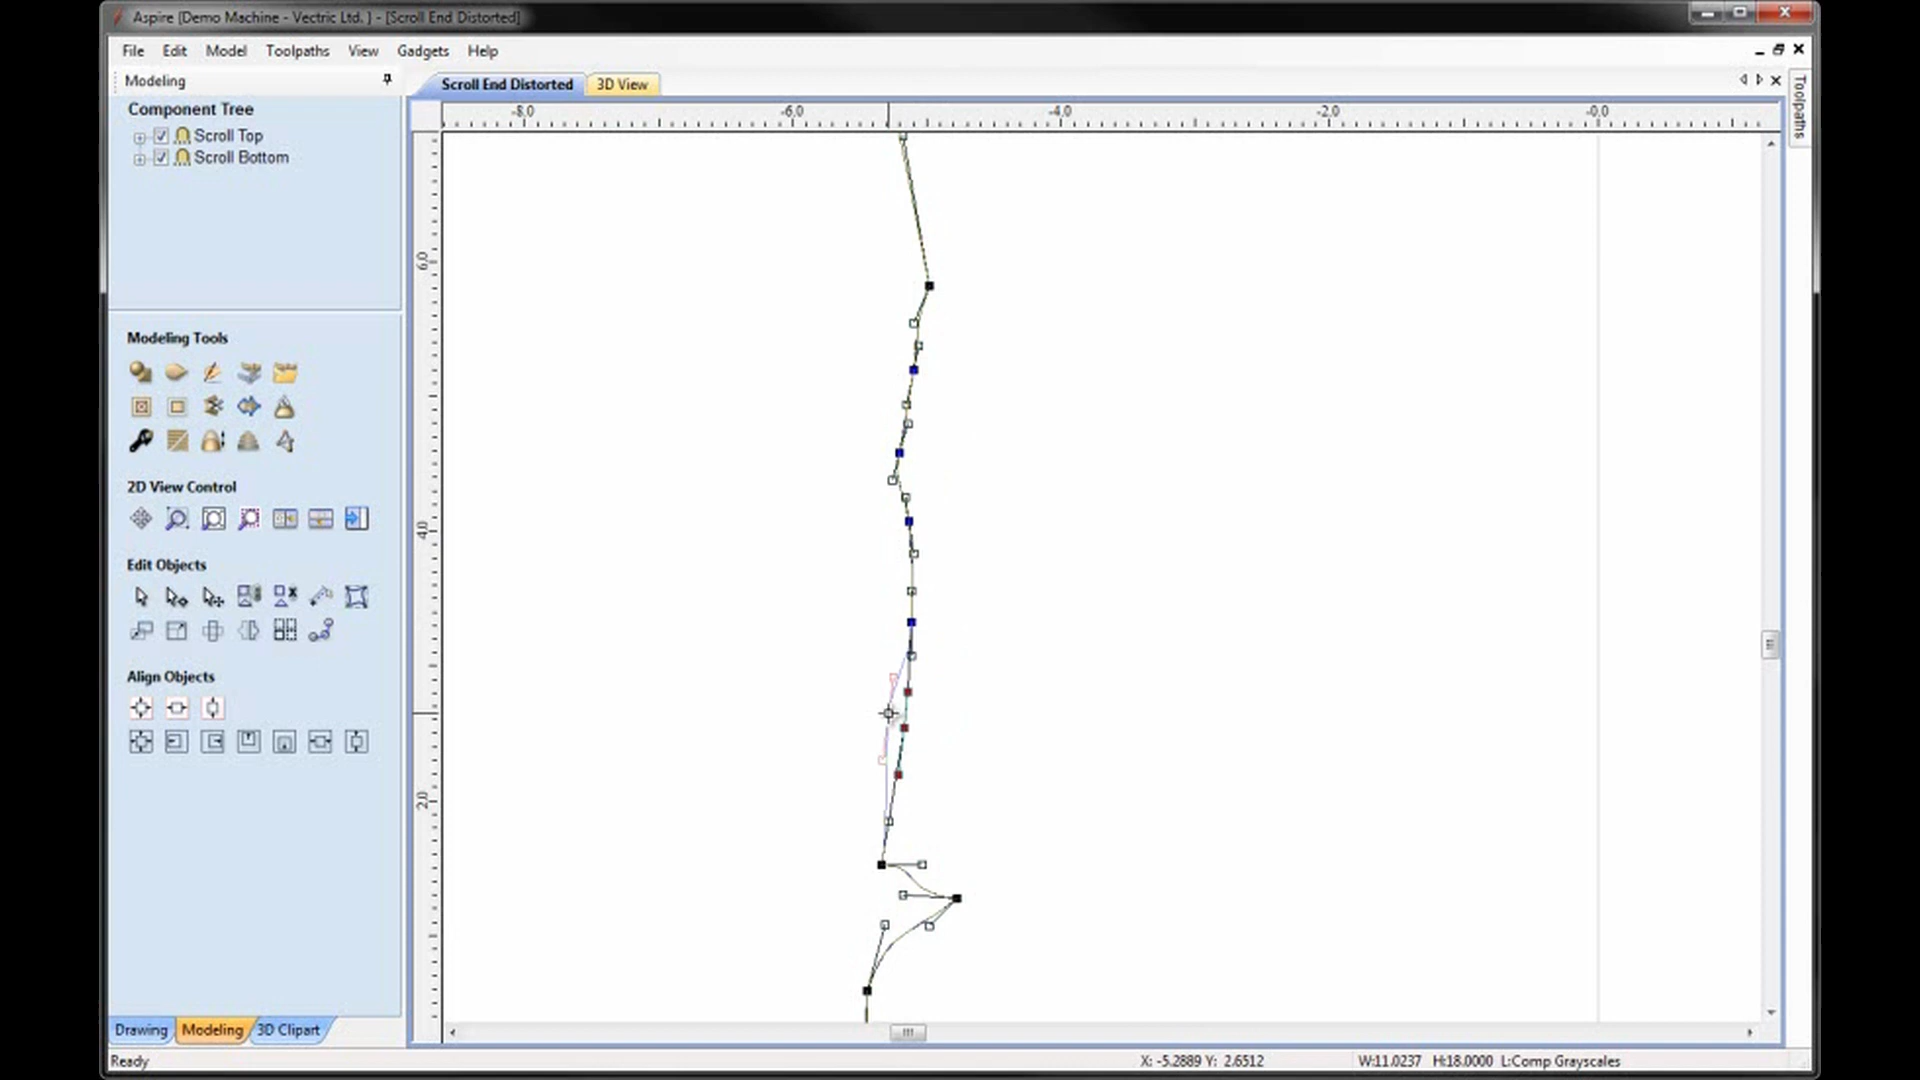 Aspire [Demo Machine - Vectric Ltd. ] - [Scroll End Distorted]
File Edit Model Toolpaths View Gadgets Help
Modeling
Scroll End Distorted 3D View
Toolpaths
Component Tree
Scroll Top
Scroll Bottom
-8.0 -6.0 -4.0 -2.0 -0.0
6.0
4.0
2.0
Modeling Tools
2D View Control
Edit Objects
Align Objects
Drawing Modeling 3D Clipart
Ready
X: -5.2889 Y: 2.6512
W:11.0237 H:18.0000 L:Comp Grayscales